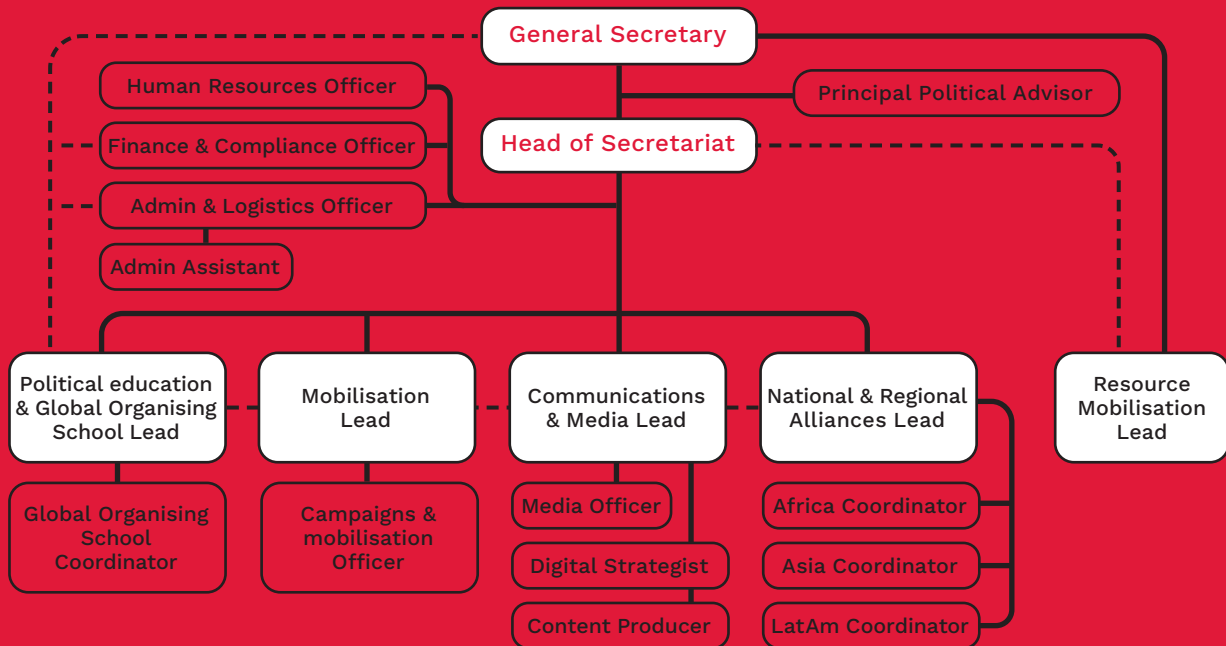 General Secretary
Human Resources Officer
Principal Political Advisor
Finance & Compliance Officer
Head of Secretariat
Admin & Logistics Officer
Admin Assistant
Political education
& Global Organising
School Lead
Mobilisation
Lead
Communications
& Media Lead
National & Regional
Alliances Lead
Resource
Mobilisation
Lead
Global Organising
School
Coordinator
Campaigns &
mobilisation
Officer
Media Officer
Digital Strategist
Content Producer
Africa Coordinator
Asia Coordinator
LatAm Coordinator